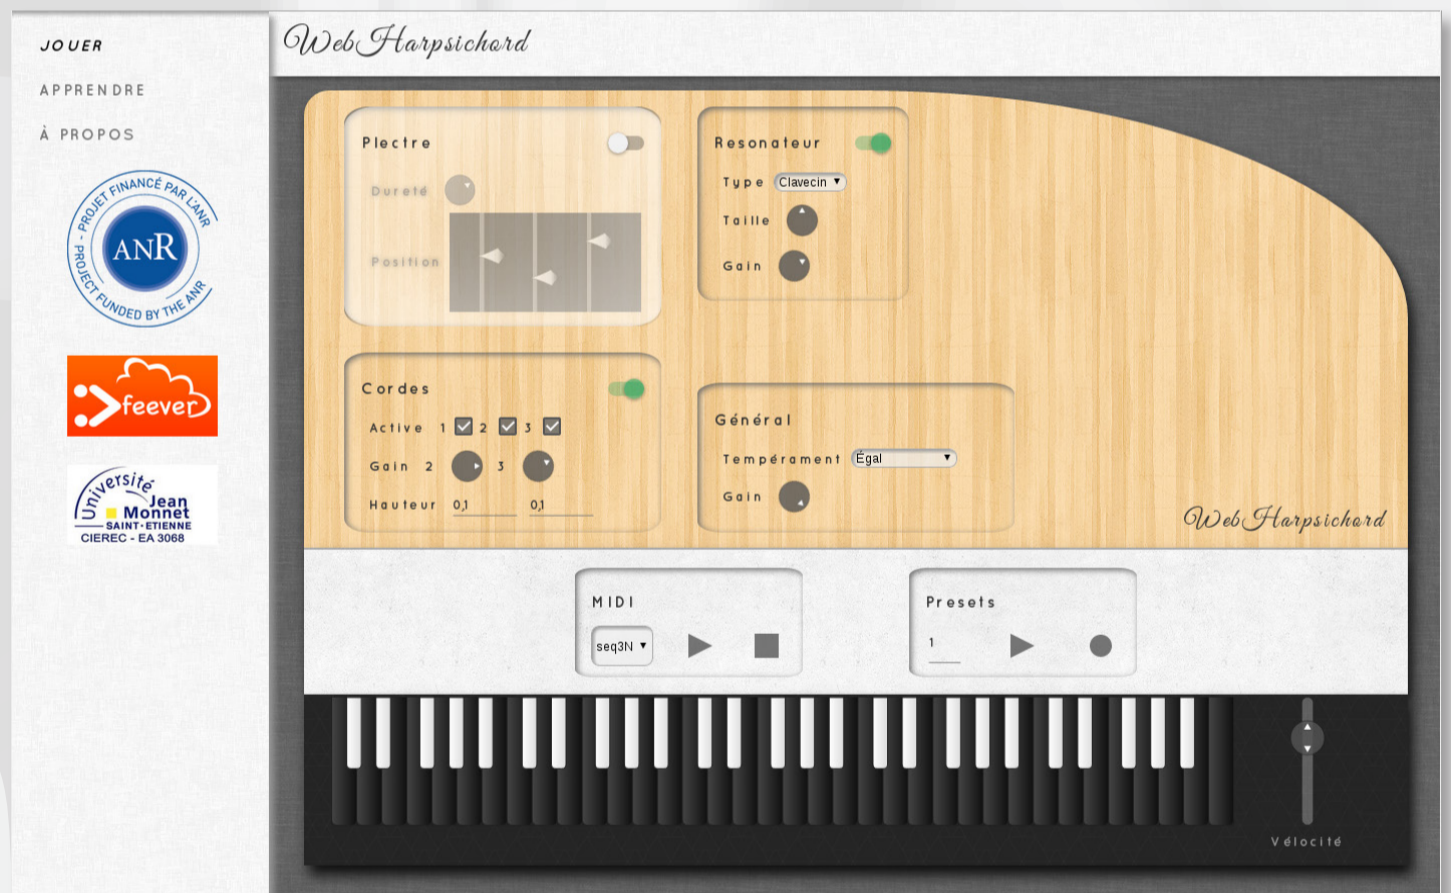 JOUER
APPRENDRE
À PROPOS
- PROJET FINANCÉ PAR L'ANR
ANR
- PROJECT FUNDED BY THE ANR
feever
Université
Jean
Monnet
SAINT-ETIENNE
CIEREC - EA 3068
WebHarpsichord
Plectre
Dureté
Position
Resonateur
Type Clavecin
Taille
Gain
Cordes
Active 1 2 3
Gain 2 3
Hauteur 0,1 0,1
Général
Tempérament Égal
Gain
WebHarpsichord
MIDI
seq3N
Presets
1
Vélocité